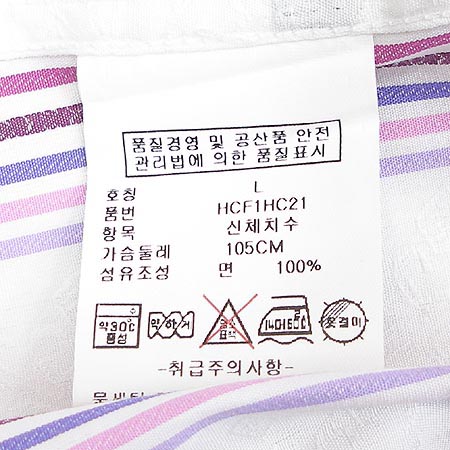 품질경영 및 공산품 안전
관리법에 의한 품질표시
호칭 L
품번 HCF1HC21
항목 신체치수
가슴둘레 105CM
섬유조성 면 100%
약30℃
중성
약하게
옷걸이
-취급주의사항-